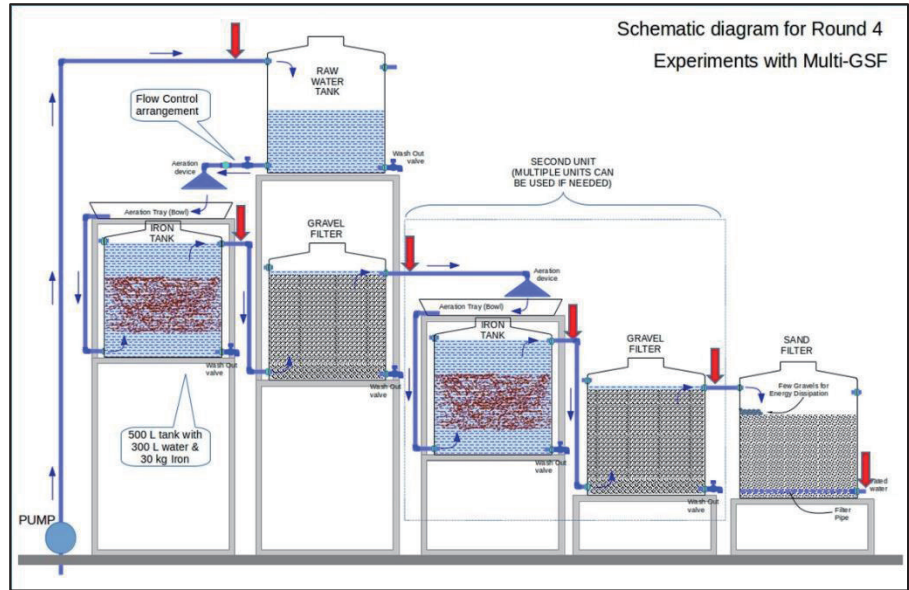 Schematic diagram for Round 4
Experiments with Multi-GSF
RAW
WATER
TANK
Flow Control
arrangement
Wash Out
valve
Aeration
device
SECOND UNIT
(MULTIPLE UNITS CAN
BE USED IF NEEDED)
Aeration Tray (Bowl)
IRON
TANK
GRAVEL
FILTER
Aeration
device
Aeration Tray (Bowl)
IRON
TANK
GRAVEL
FILTER
SAND
FILTER
Wash Out
valve
Wash Out
valve
Few Gravels for
Energy Dissipation
500 L tank with
300 L water &
30 kg Iron
Wash Out
valve
Wash Out
valve
water
Filter
Pipe
PUMP